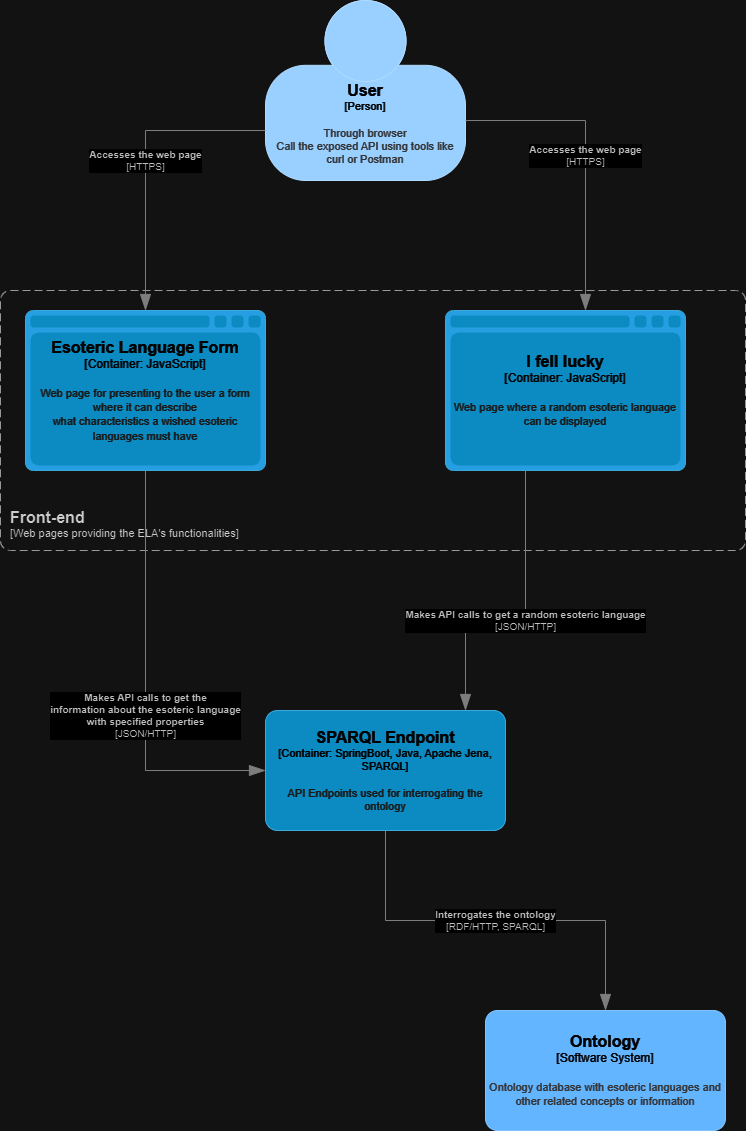 User
[Person]
Through browser
Call the exposed API using tools like
curl or Postman
Accesses the web page
[HTTPS]
Accesses the web page
[HTTPS]
Esoteric Language Form
[Container: JavaScript]
Web page for presenting to the user a form
where it can describe
what characteristics a wished esoteric
languages must have
I fell lucky
[Container: JavaScript]
Web page where a random esoteric language
can be displayed
Front-end
[Web pages providing the ELA's functionalities]
Makes API calls to get a random esoteric language
[JSON/HTTP]
Makes API calls to get the
information about the esoteric language
with specified properties
[JSON/HTTP]
SPARQL Endpoint
[Container: SpringBoot, Java, Apache Jena,
SPARQL]
API Endpoints used for interrogating the
ontology
Interrogates the ontology
[RDF/HTTP, SPARQL]
Ontology
[Software System]
Ontology database with esoteric languages and
other related concepts or information